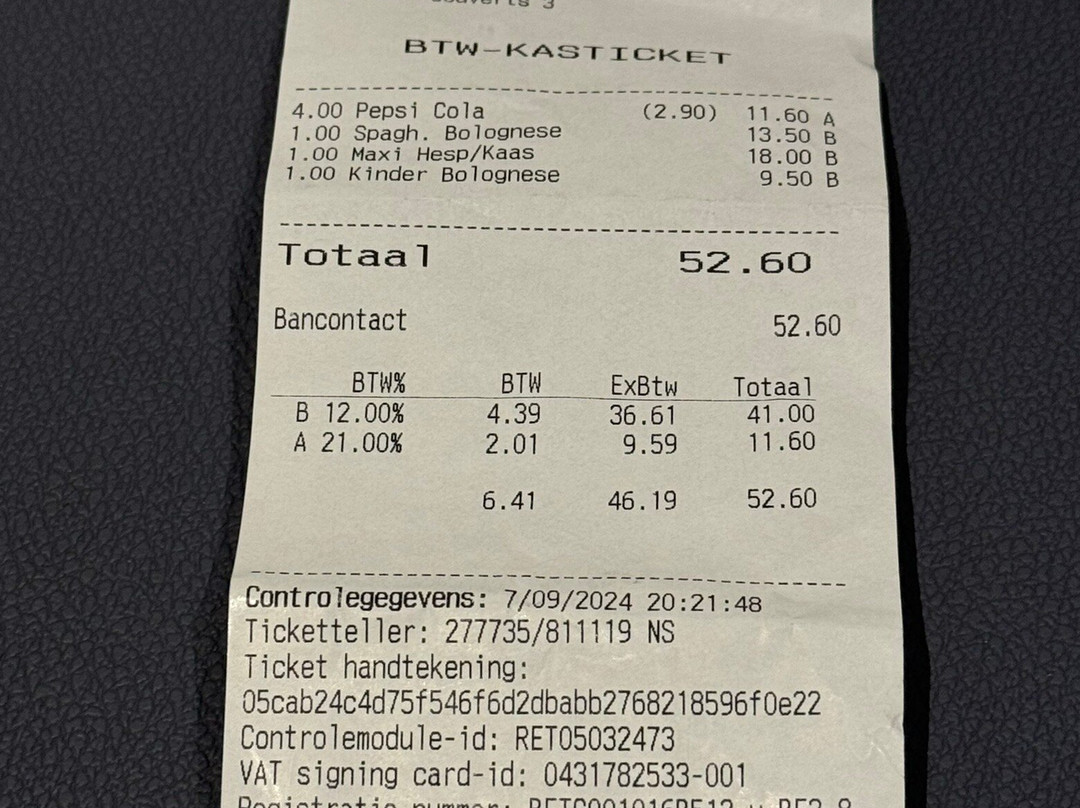 Couverts 3
BTW-KASTICKET
4.00 Pepsi Cola (2.90) 11.60 A
1.00 Spagh. Bolognese 13.50 B
1.00 Maxi Hesp/Kaas 18.00 B
1.00 Kinder Bolognese 9.50 B
Totaal 52.60
Bancontact 52.60
BTW% BTW ExBtw Totaal
B 12.00% 4.39 36.61 41.00
A 21.00% 2.01 9.59 11.60
6.41 46.19 52.60
Controlegegevens: 7/09/2024 20:21:48
Ticketteller: 277735/811119 NS
Ticket handtekening:
05cab24c4d75f546f6d2dbabb2768218596f0e22
Controlemodule-id: RET05032473
VAT signing card-id: 0431782533-001
Registratie nummer: